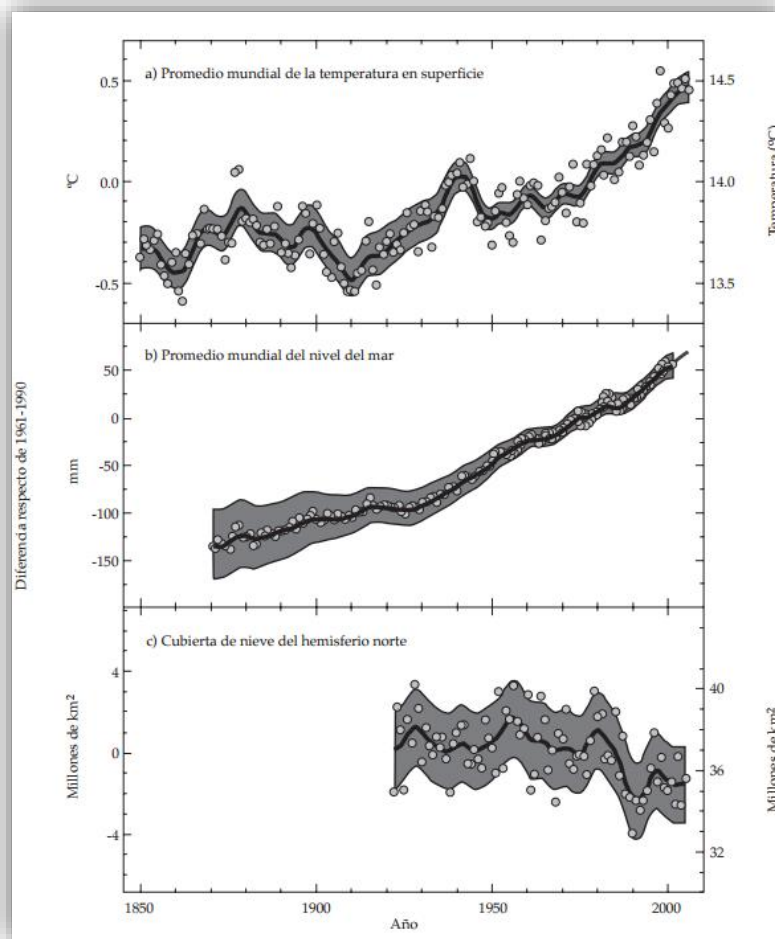 a) Promedio mundial de la temperatura en superficie
0.5
0.0
-0.5
ºC
14.5
14.0
13.5
Temperatura (ºC)
b) Promedio mundial del nivel del mar
50
0
-50
-100
-150
mm
Diferencia respecto de 1961-1990
c) Cubierta de nieve del hemisferio norte
4
0
-4
Millones de km²
40
36
32
Millones de km²
1850
1900
1950
2000
Año